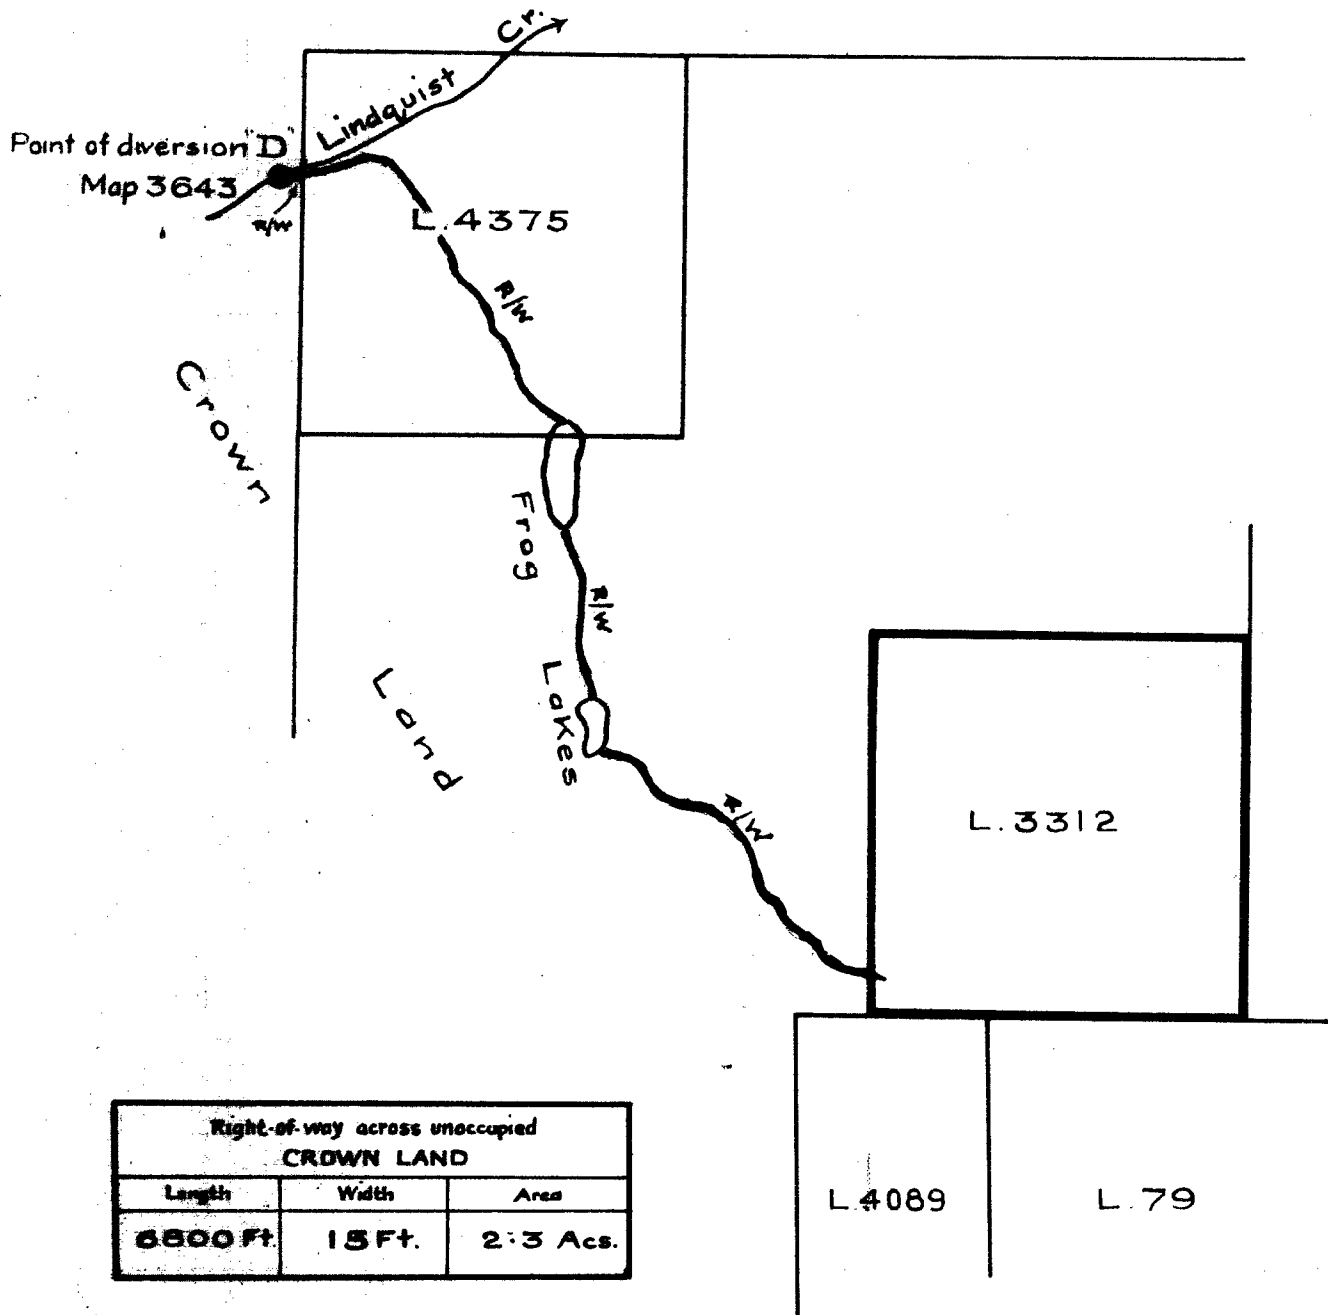 Cr.
Lindquist
Point of diversion "D"
Map 3643
R/W
L.4375
R/W
Crown
Frog
R/W
Land
Lakes
R/W
L.3312
Right-of-way across unoccupied
CROWN LAND
Length Width Area
6800 Ft. 15 Ft. 2.3 Acs.
L.4089
L.79